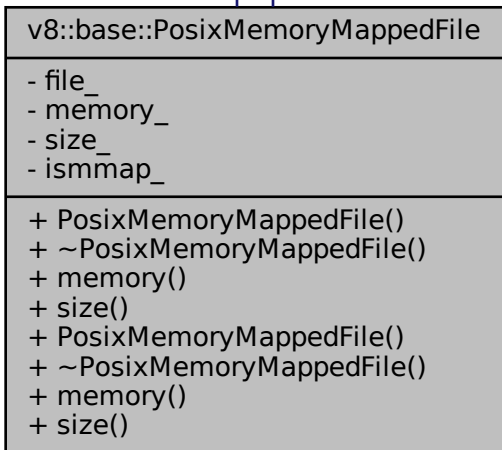 v8::base::PosixMemoryMappedFile
- file_
- memory_
- size_
- ismmap_
+ PosixMemoryMappedFile()
+ ~PosixMemoryMappedFile()
+ memory()
+ size()
+ PosixMemoryMappedFile()
+ ~PosixMemoryMappedFile()
+ memory()
+ size()